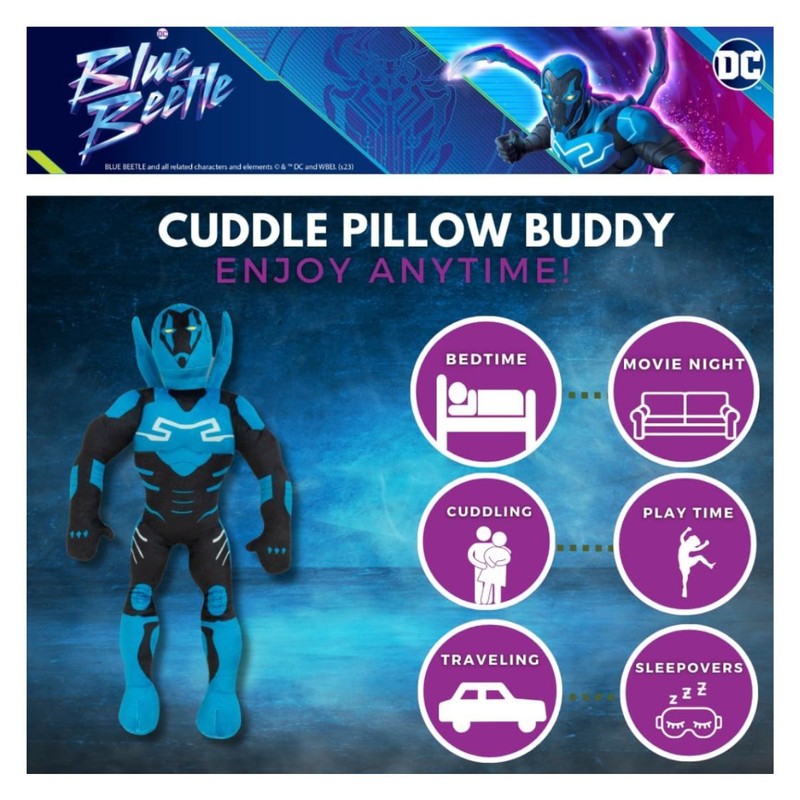 DC
Blue
Beetle
DC
BLUE BEETLE and all related characters and elements © & ™ DC and WBEI. (s23)
CUDDLE PILLOW BUDDY
ENJOY ANYTIME!
BEDTIME
MOVIE NIGHT
CUDDLING
PLAY TIME
TRAVELING
SLEEPOVERS
z z z